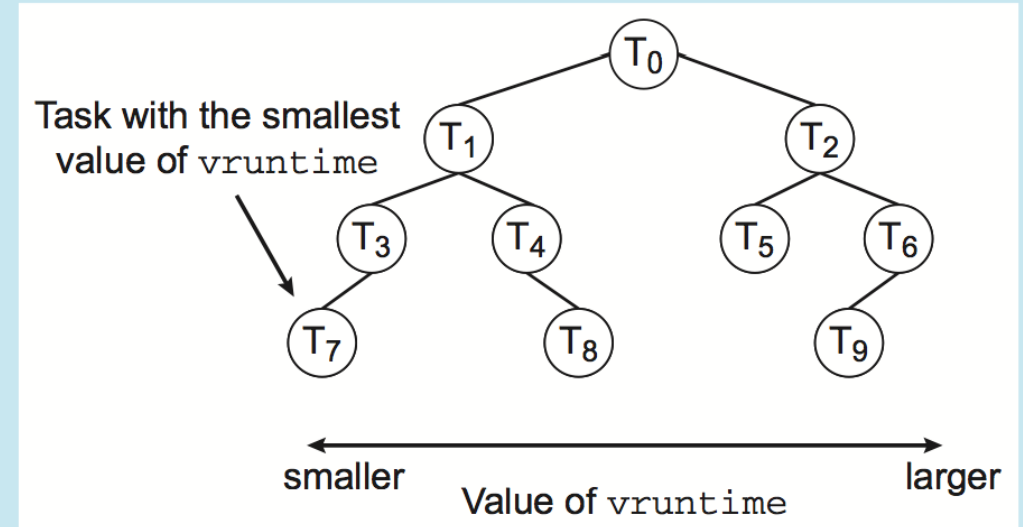 T0
Task with the smallest
value of vruntime
T1
T2
T3
T4
T5
T6
T7
T8
T9
smaller
larger
Value of vruntime